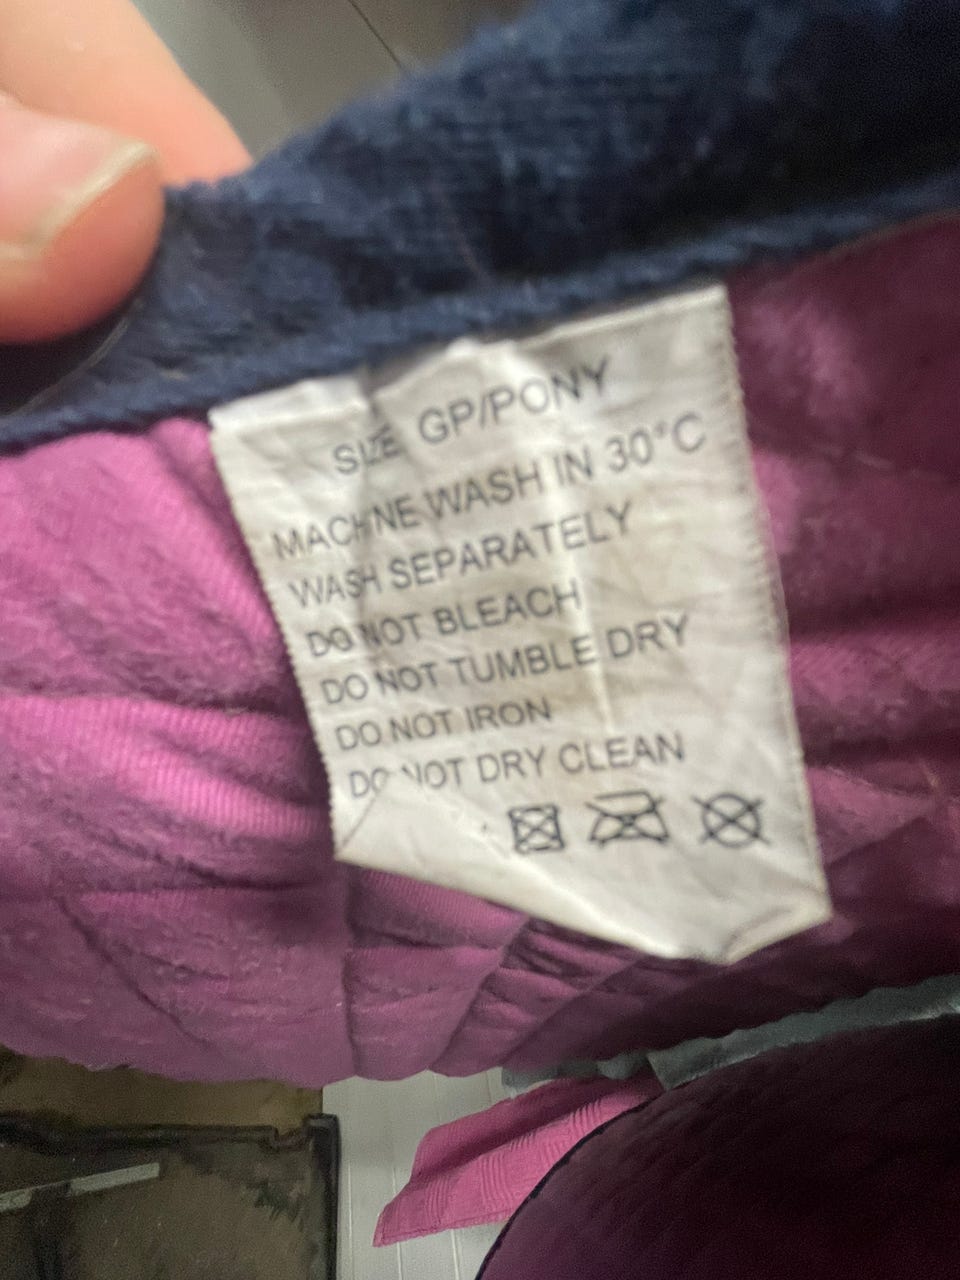 SIZE GP/PONY
MACHINE WASH IN 30°C
WASH SEPARATELY
DO NOT BLEACH
DO NOT TUMBLE DRY
DO NOT IRON
DO NOT DRY CLEAN